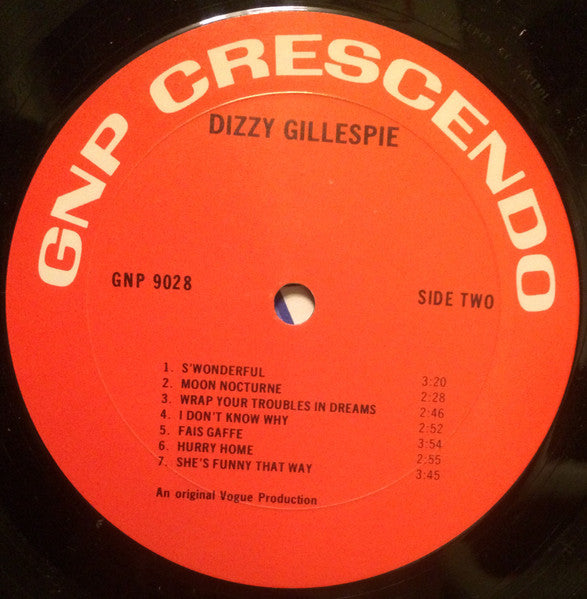 GNP CRESCENDO
DIZZY GILLESPIE
GNP 9028
SIDE TWO
1. S'WONDERFUL 3:20
2. MOON NOCTURNE 2:28
3. WRAP YOUR TROUBLES IN DREAMS 2:46
4. I DON'T KNOW WHY 2:52
5. FAIS GAFFE 3:54
6. HURRY HOME 2:55
7. SHE'S FUNNY THAT WAY 3:45
An original Vogue Production